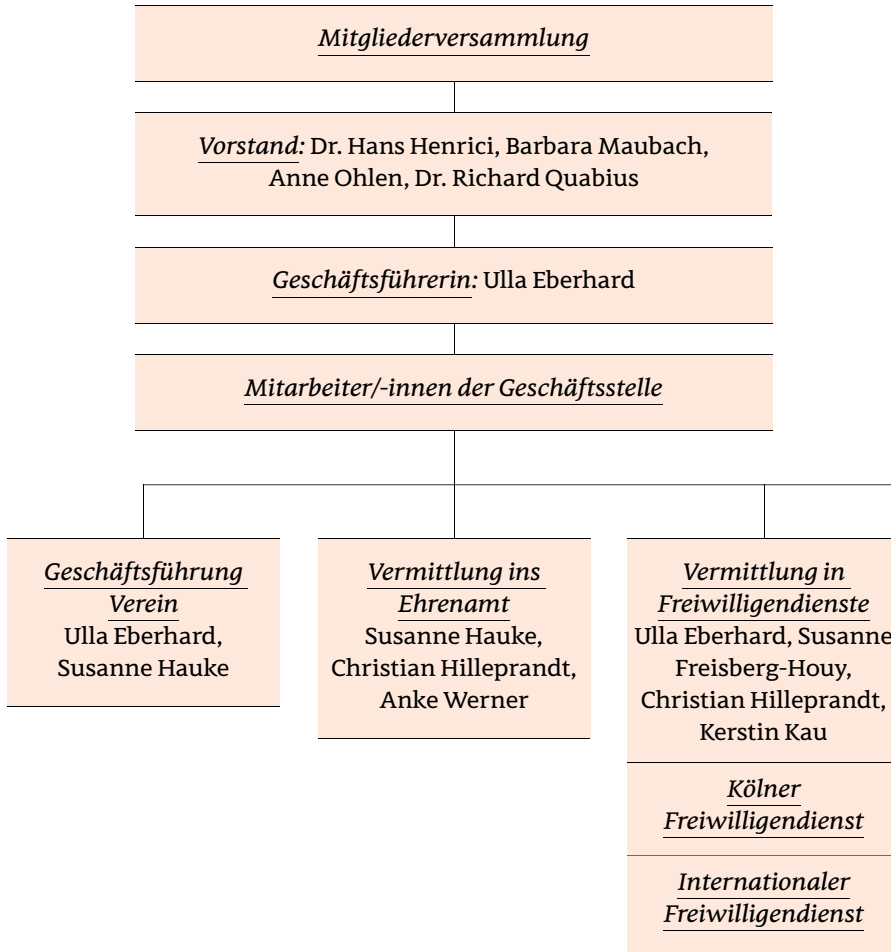 Mitgliederversammlung
Vorstand: Dr. Hans Henrici, Barbara Maubach,
Anne Ohlen, Dr. Richard Quabius
Geschäftsführerin: Ulla Eberhard
Mitarbeiter/-innen der Geschäftsstelle
Geschäftsführung
Verein
Ulla Eberhard,
Susanne Hauke
Vermittlung ins
Ehrenamt
Susanne Hauke,
Christian Hilleprandt,
Anke Werner
Vermittlung in
Freiwilligendienste
Ulla Eberhard, Susanne
Freisberg-Houy,
Christian Hilleprandt,
Kerstin Kau
Kölner
Freiwilligendienst
Internationaler
Freiwilligendienst